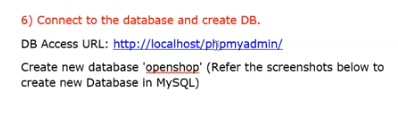 6) Connect to the database and create DB.
DB Access URL: http://localhost/phpmyadmin/
Create new database 'openshop' (Refer the screenshots below to
create new Database in MySQL)